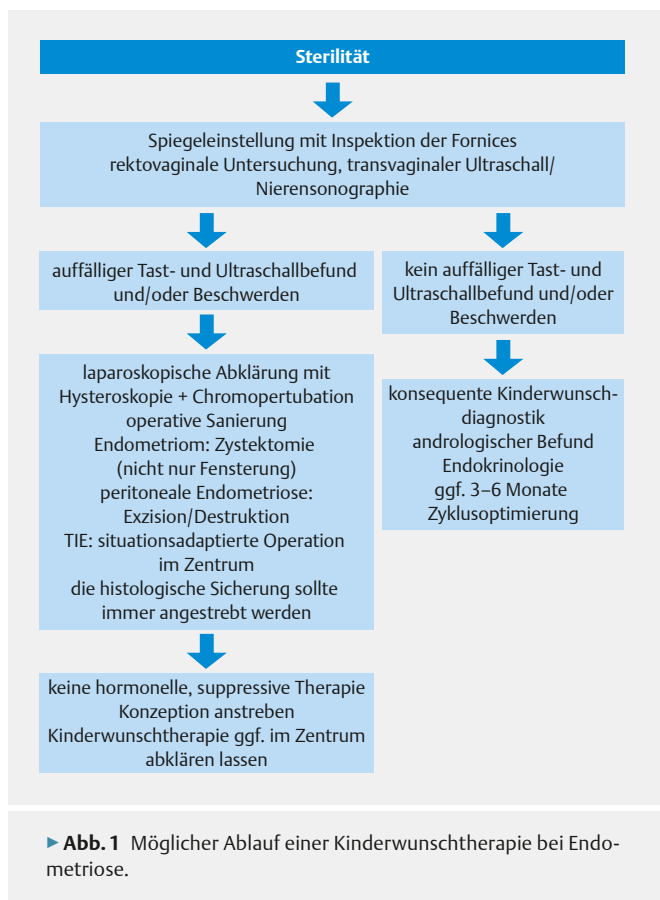 Sterilität
Spiegeleinstellung mit Inspektion der Fornices
rektovaginale Untersuchung, transvaginaler Ultraschall/
Nierensonographie
auffälliger Tast- und Ultraschallbefund
und/oder Beschwerden
laparoskopische Abklärung mit
Hysteroskopie + Chromopertubation
operative Sanierung
Endometriom: Zystektomie
(nicht nur Fensterung)
peritoneale Endometriose:
Exzision/Destruktion
TIE: situationsadaptierte Operation
im Zentrum
die histologische Sicherung sollte
immer angestrebt werden
keine hormonelle, suppressive Therapie
Konzeption anstreben
Kinderwunschtherapie ggf. im Zentrum
abklären lassen
kein auffälliger Tast- und
Ultraschallbefund und/oder
Beschwerden
konsequente Kinderwunsch-
diagnostik
andrologischer Befund
Endokrinologie
ggf. 3–6 Monate
Zyklusoptimierung
▶ Abb. 1 Möglicher Ablauf einer Kinderwunschtherapie bei Endo-
metriose.